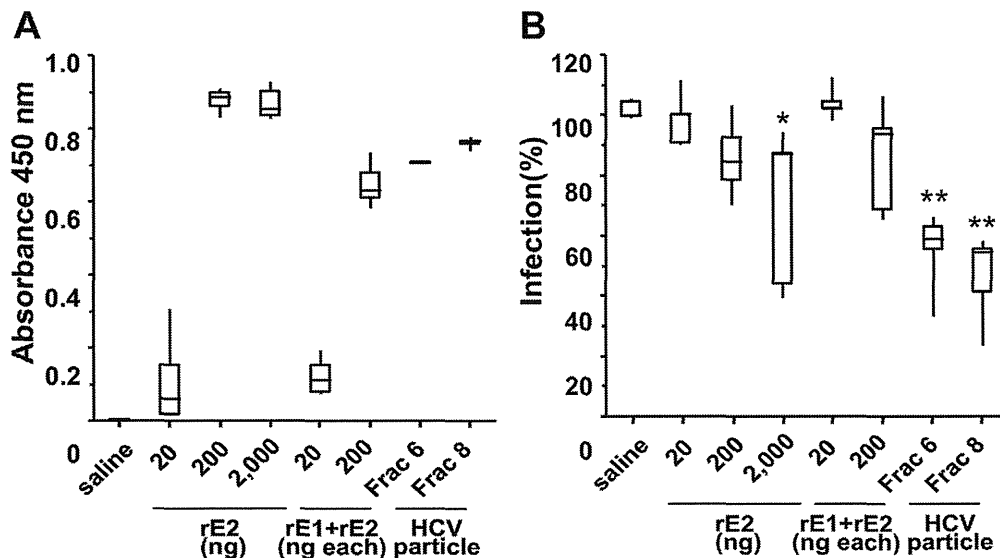 A
Absorbance 450 nm
1.0
0.8
0.6
0.4
0.2
0
saline
20
200
2,000
20
200
Frac 6
Frac 8
rE2
(ng)
rE1+rE2
(ng each)
HCV
particle
B
Infection(%)
120
100
80
60
40
20
0
*
**
**
saline
20
200
2,000
20
200
Frac 6
Frac 8
rE2
(ng)
rE1+rE2
(ng each)
HCV
particle